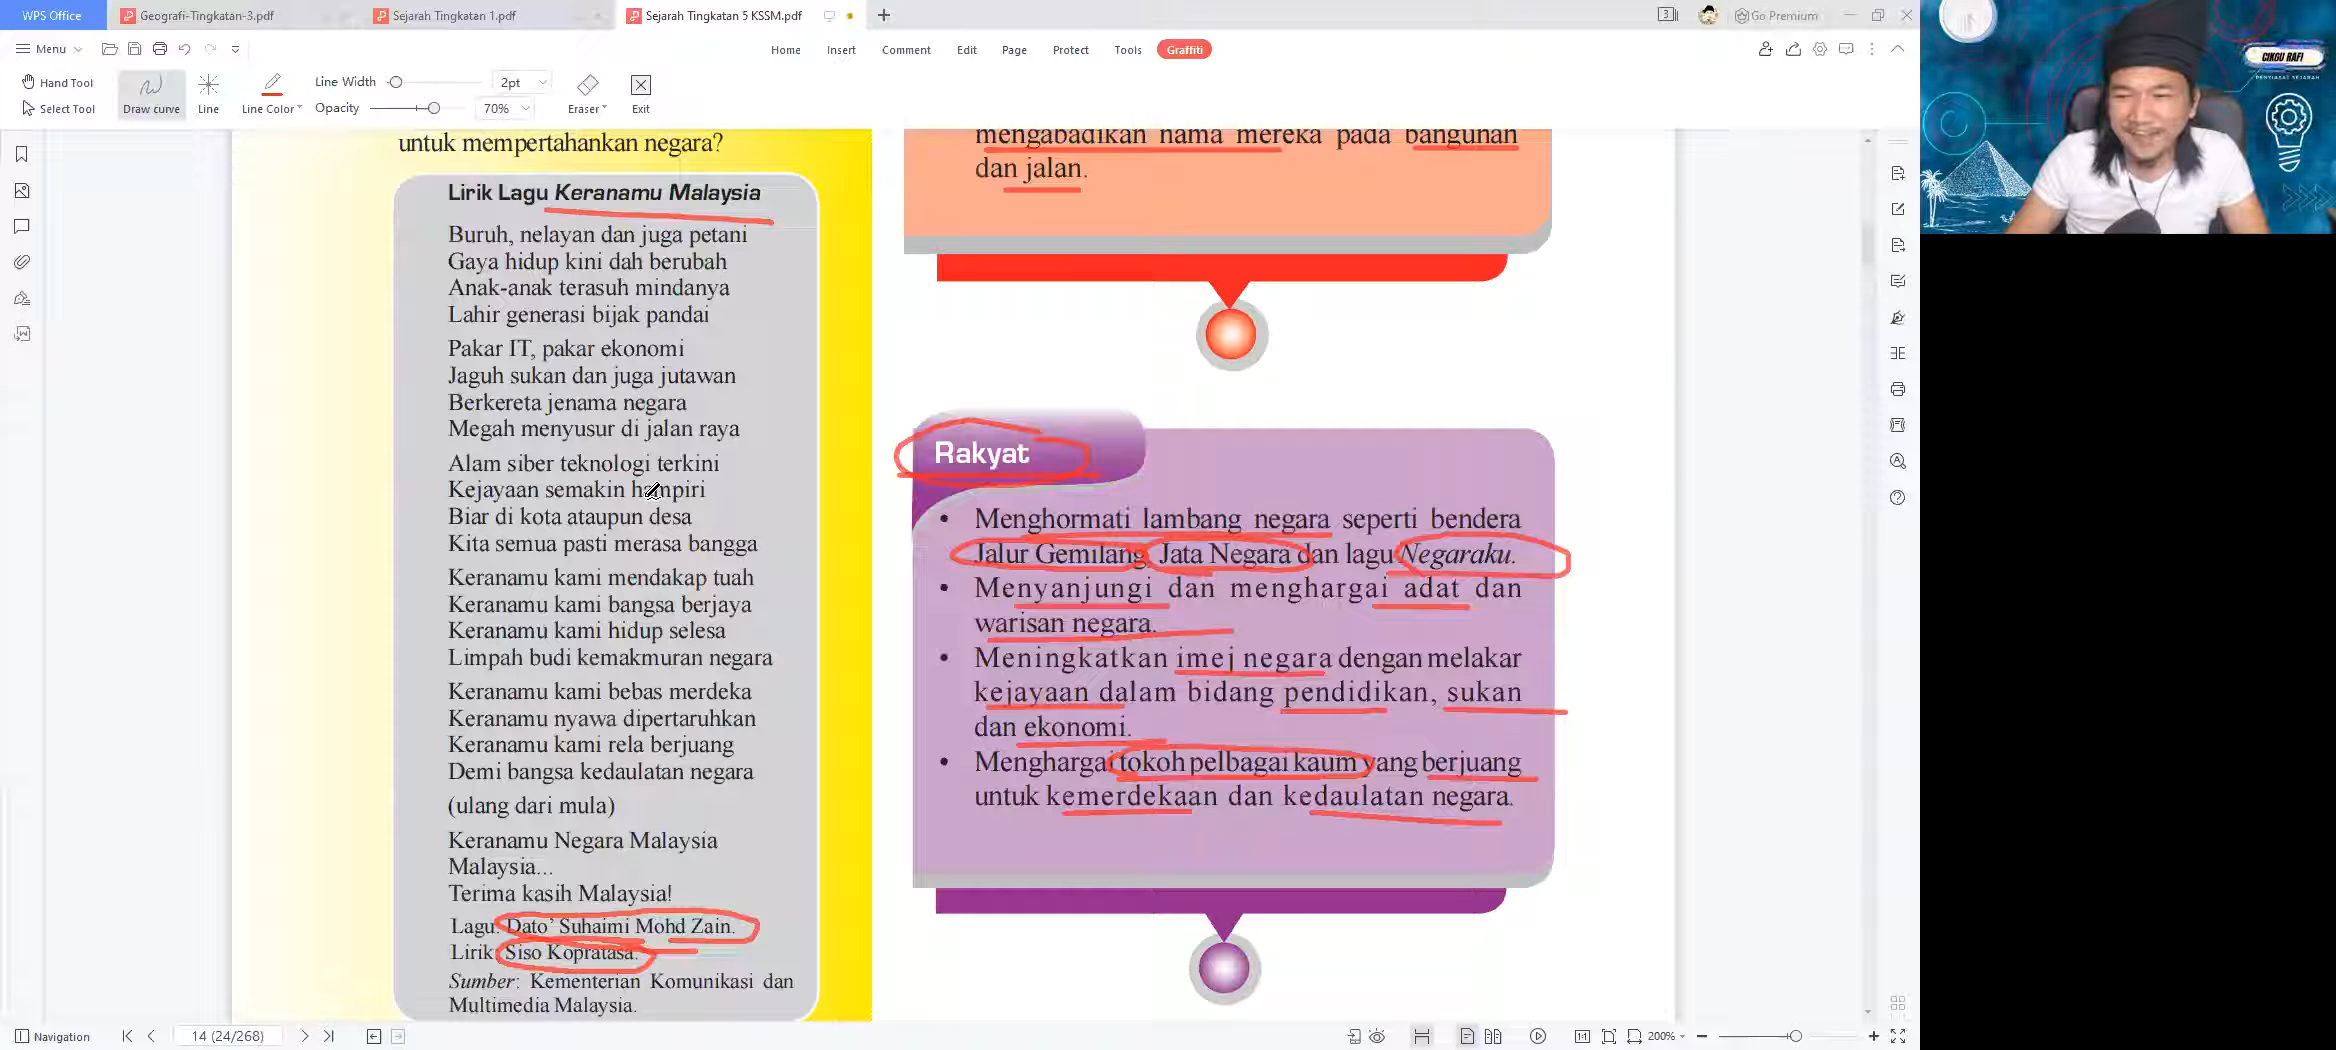 WPS Office
Geografi-Tingkatan-3.pdf
Sejarah Tingkatan 1.pdf
Sejarah Tingkatan 5 KSSM.pdf
3
Go Premium
Menu
Home
Insert
Comment
Edit
Page
Protect
Tools
Graffiti
Hand Tool
Select Tool
Draw curve
Line
Line Color
Line Width
2pt
Opacity
70%
Eraser
Exit
CIKGU RAFI
PENYIASAT SEJARAH
untuk mempertahankan negara?
Lirik Lagu Keranamu Malaysia
Buruh, nelayan dan juga petani
Gaya hidup kini dah berubah
Anak-anak terasuh mindanya
Lahir generasi bijak pandai
Pakar IT, pakar ekonomi
Jaguh sukan dan juga jutawan
Berkereta jenama negara
Megah menyusur di jalan raya
Alam siber teknologi terkini
Kejayaan semakin hampiri
Biar di kota ataupun desa
Kita semua pasti merasa bangga
Keranamu kami mendakap tuah
Keranamu kami bangsa berjaya
Keranamu kami hidup selesa
Limpah budi kemakmuran negara
Keranamu kami bebas merdeka
Keranamu nyawa dipertaruhkan
Keranamu kami rela berjuang
Demi bangsa kedaulatan negara
(ulang dari mula)
Keranamu Negara Malaysia
Malaysia...
Terima kasih Malaysia!
Lagu: Dato' Suhaimi Mohd Zain.
Lirik: Siso Kopratasa.
Sumber: Kementerian Komunikasi dan
Multimedia Malaysia.
mengabadikan nama mereka pada bangunan
dan jalan.
Rakyat
• Menghormati lambang negara seperti bendera
Jalur Gemilang, Jata Negara dan lagu Negaraku.
• Menyanjungi dan menghargai adat dan
warisan negara.
• Meningkatkan imej negara dengan melakar
kejayaan dalam bidang pendidikan, sukan
dan ekonomi.
• Menghargai tokoh pelbagai kaum yang berjuang
untuk kemerdekaan dan kedaulatan negara.
Navigation
14 (24/268)
1:1
200%